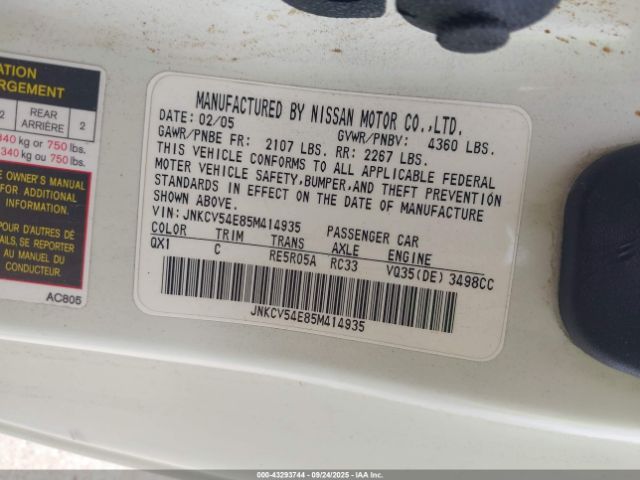 ATION
ARGEMENT
2 REAR ARRIÈRE 2
340 kg or 750 lbs.
340 kg ou 750 lbs.
E OWNER'S MANUAL
FOR ADDITIONAL
INFORMATION.
POUR D'AUTRES
AILS, SE REPORTER
AU MANUEL DU
CONDUCTEUR.
AC805
MANUFACTURED BY NISSAN MOTOR CO.,LTD.
DATE: 02/05 GVWR/PNBV: 4360 LBS.
GAWR/PNBE FR: 2107 LBS. RR: 2267 LBS.
THIS VEHICLE CONFORMS TO ALL APPLICABLE FEDERAL
MOTOR VEHICLE SAFETY,BUMPER,AND THEFT PREVENTION
STANDARDS IN EFFECT ON THE DATE OF MANUFACTURE
SHOWN ABOVE.
VIN: JNKCV54E85M414935 PASSENGER CAR
COLOR TRIM TRANS AXLE ENGINE
QX1 C RE5R05A RC33 VQ35(DE) 3498CC
JNKCV54E85M414935
© - 43293744 - 09/24/2025 - IAA Inc.